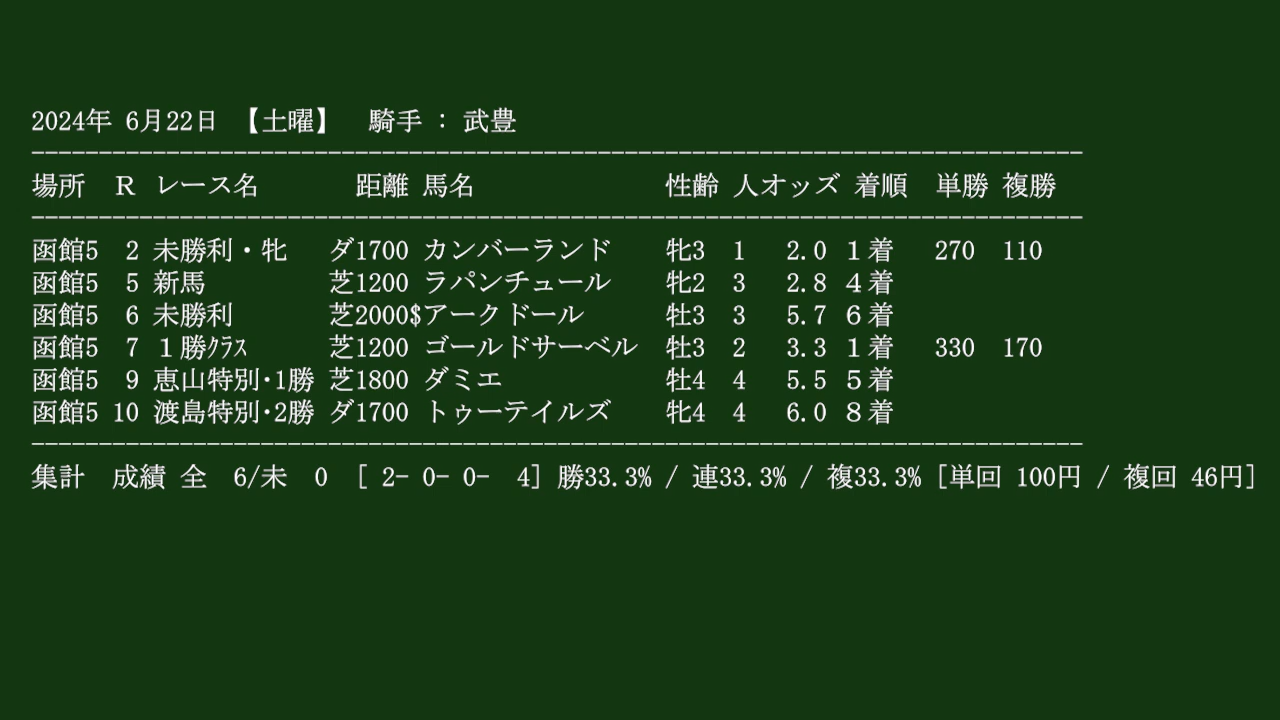 2024年 6月22日 【土曜】 騎手 : 武豊
------------------------------------------------------------------------------
場所 Ｒ レース名 距離 馬名 性齢 人オッズ 着順 単勝 複勝
------------------------------------------------------------------------------
函館5 2 未勝利・牝 ダ1700 カンバーランド 牝3 1 2.0 １着 270 110
函館5 5 新馬 芝1200 ラパンチュール 牝2 3 2.8 ４着
函館5 6 未勝利 芝2000$アークドール 牡3 3 5.7 ６着
函館5 7 １勝ｸﾗｽ 芝1200 ゴールドサーベル 牡3 2 3.3 １着 330 170
函館5 9 恵山特別･1勝 芝1800 ダミエ 牡4 4 5.5 ５着
函館5 10 渡島特別･2勝 ダ1700 トゥーテイルズ 牝4 4 6.0 ８着
------------------------------------------------------------------------------
集計 成績 全 6/未 0 [ 2- 0- 0- 4] 勝33.3% / 連33.3% / 複33.3% [単回 100円 / 複回 46円]